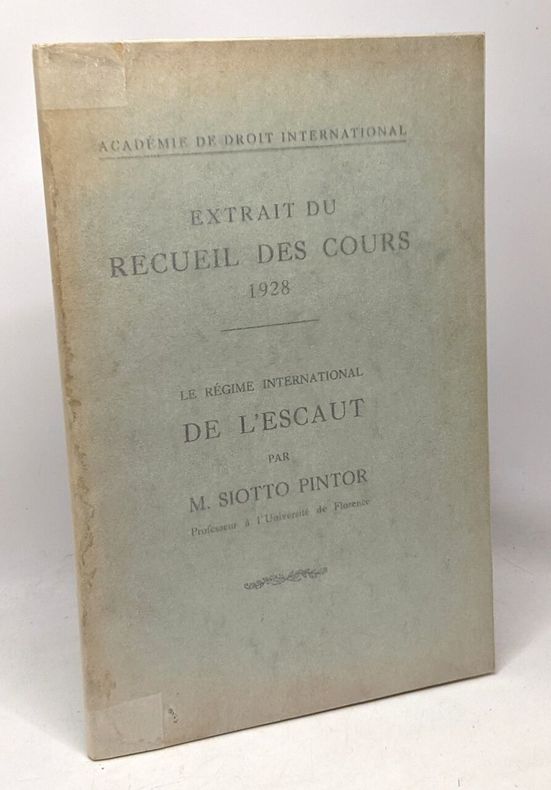 ACADÉMIE DE DROIT INTERNATIONAL
EXTRAIT DU
RECUEIL DES COURS
1928
LE RÉGIME INTERNATIONAL
DE L'ESCAUT
PAR
M. SIOTTO PINTOR
Professeur à l'Université de Florence